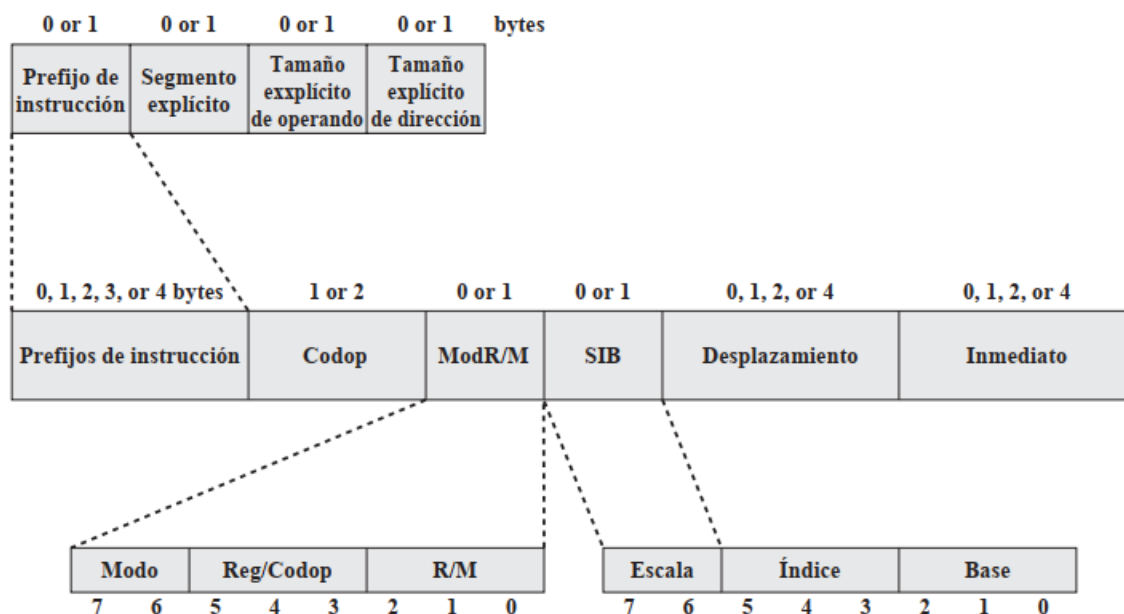 0 or 1 0 or 1 0 or 1 0 or 1 bytes
Prefijo de instrucción
Segmento explícito
Tamaño exxplícito de operando
Tamaño explícito de dirección
0, 1, 2, 3, or 4 bytes 1 or 2 0 or 1 0 or 1 0, 1, 2, or 4 0, 1, 2, or 4
Prefijos de instrucción Codop ModR/M SIB Desplazamiento Inmediato
Modo Reg/Codop R/M Escala Índice Base
7 6 5 4 3 2 1 0 7 6 5 4 3 2 1 0